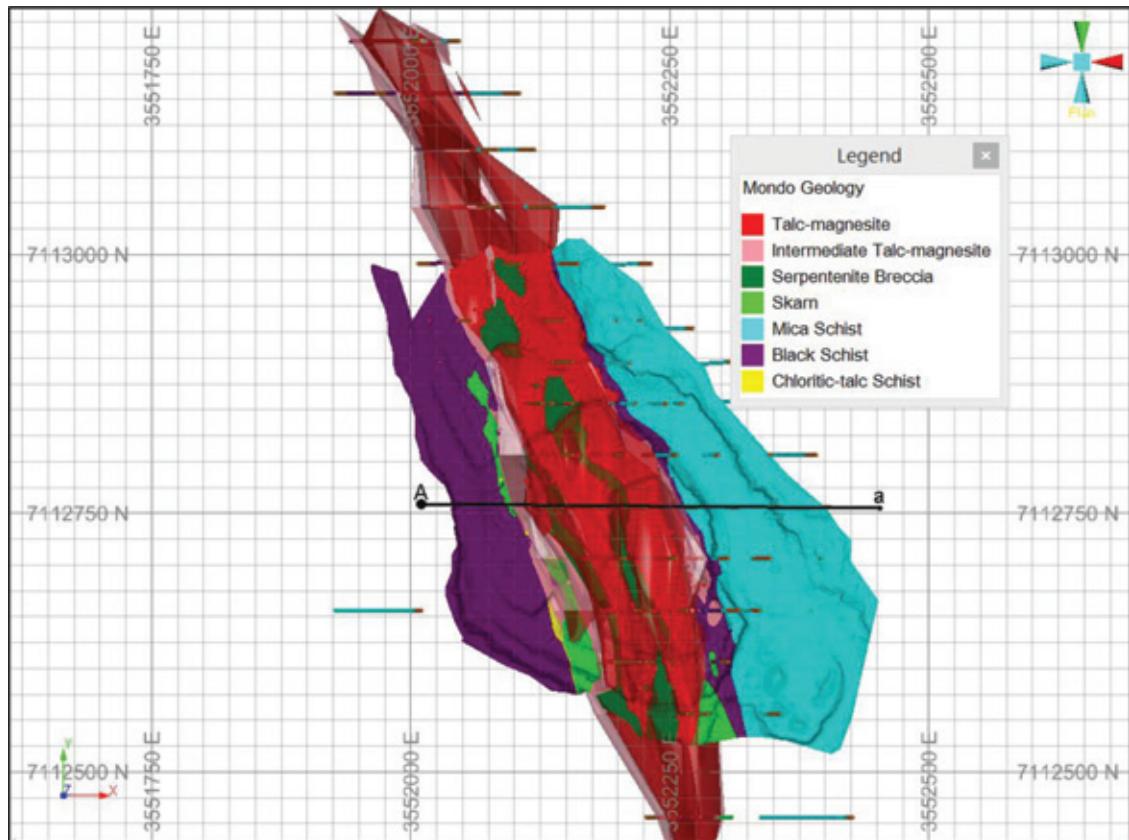 3551750 E
3552000 E
3552250 E
3552500 E
Plan
Legend
Mondo Geology
Talc-magnesite
Intermediate Talc-magnesite
Serpentenite Breccia
Skarn
Mica Schist
Black Schist
Chloritic-talc Schist
7113000 N
7113000 N
A
a
7112750 N
7112750 N
Y
Z
X
7112500 N
7112500 N
3551750 E
3552000 E
3552250 E
3552500 E